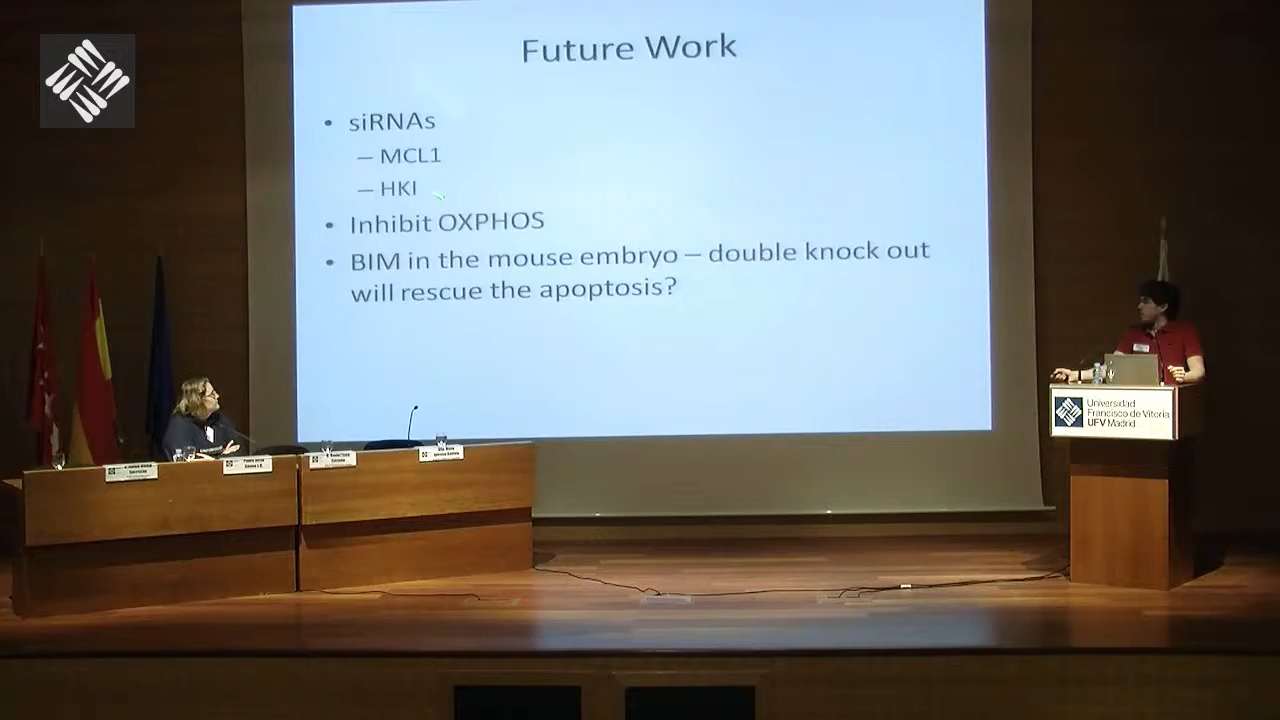 Future Work
• siRNAs
– MCL1
– HKI
• Inhibit OXPHOS
• BIM in the mouse embryo – double knock out
will rescue the apoptosis?
Universidad
Francisco de Vitoria
UFV Madrid